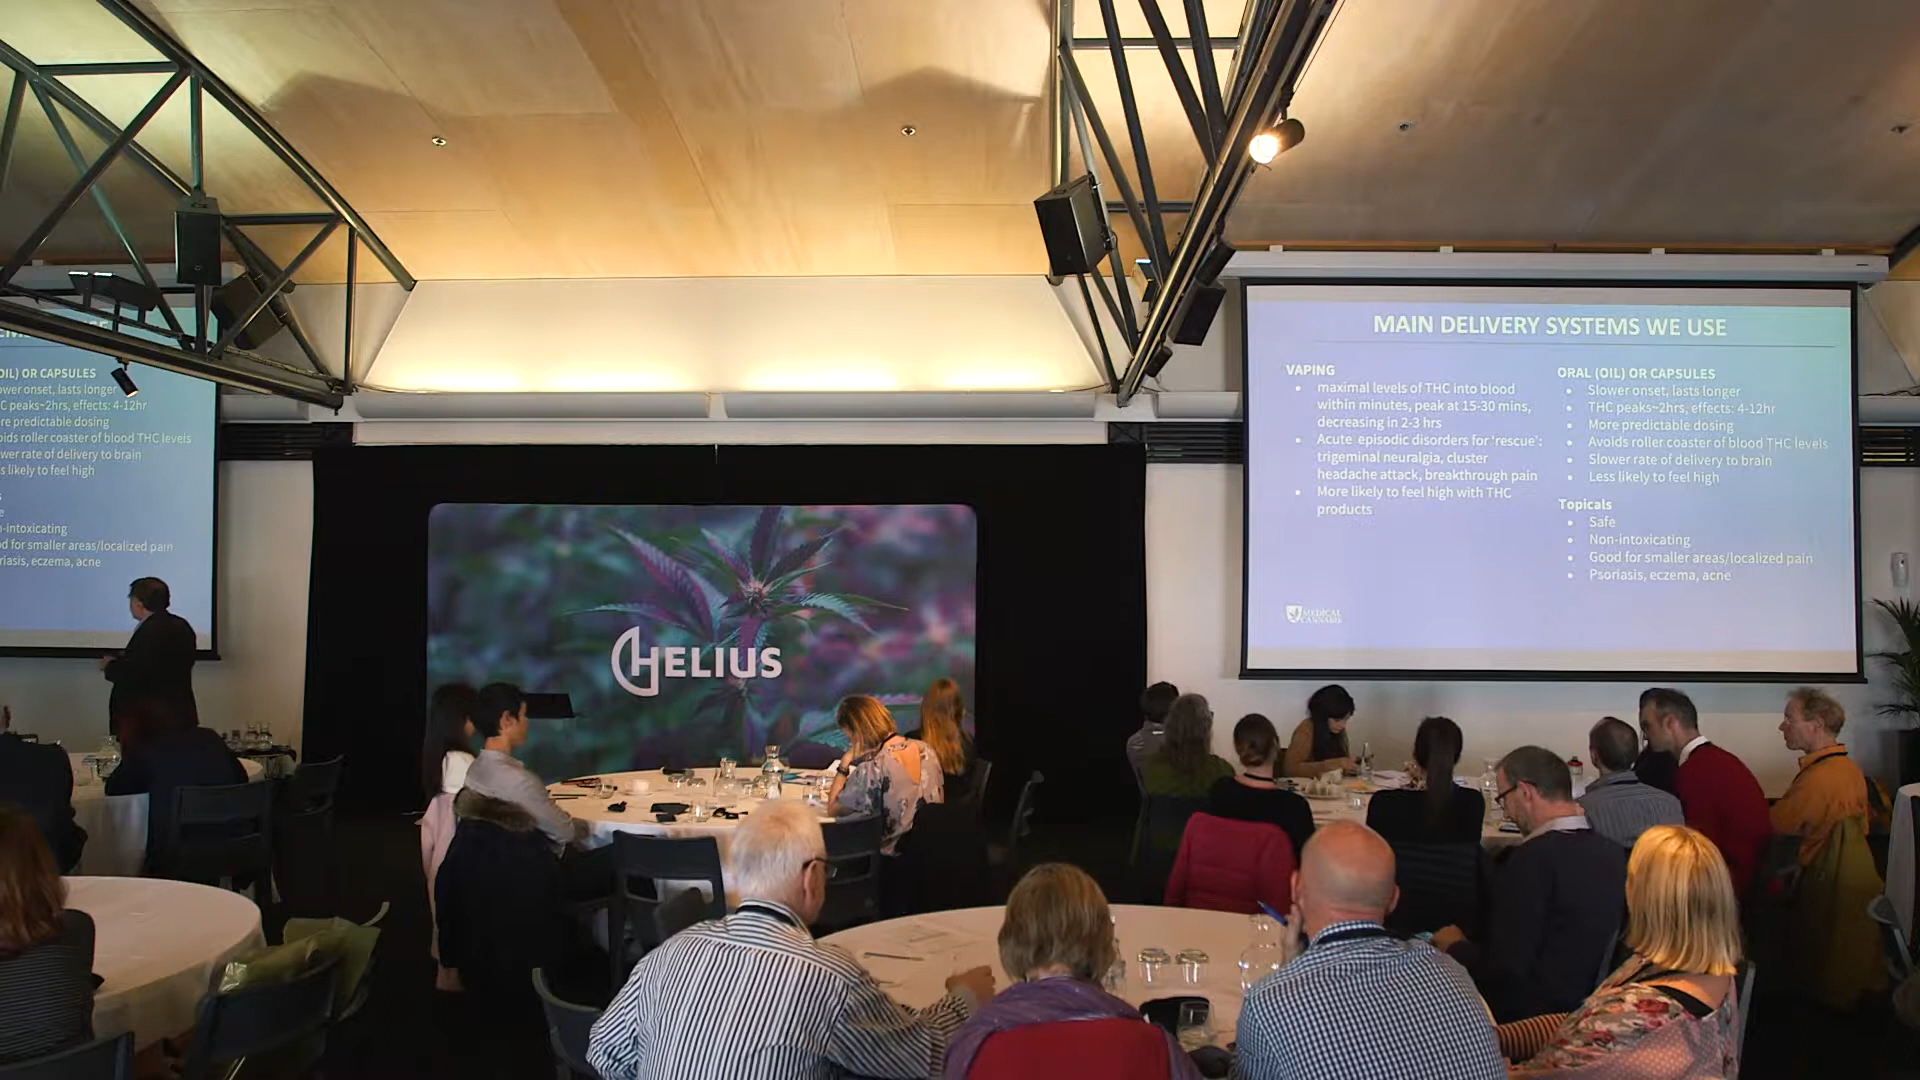 OIL) OR CAPSULES
ower onset, lasts longer
C peaks~2hrs, effects: 4-12hr
re predictable dosing
voids roller coaster of blood THC levels
wer rate of delivery to brain
s likely to feel high
s
e
n-intoxicating
od for smaller areas/localized pain
riasis, eczema, acne
HELIUS
MAIN DELIVERY SYSTEMS WE USE
VAPING
• maximal levels of THC into blood
within minutes, peak at 15-30 mins,
decreasing in 2-3 hrs
• Acute episodic disorders for 'rescue':
trigeminal neuralgia, cluster
headache attack, breakthrough pain
• More likely to feel high with THC
products
ORAL (OIL) OR CAPSULES
• Slower onset, lasts longer
• THC peaks~2hrs, effects: 4-12hr
• More predictable dosing
• Avoids roller coaster of blood THC levels
• Slower rate of delivery to brain
• Less likely to feel high
Topicals
• Safe
• Non-intoxicating
• Good for smaller areas/localized pain
• Psoriasis, eczema, acne
MEDICAL
CANNABIS